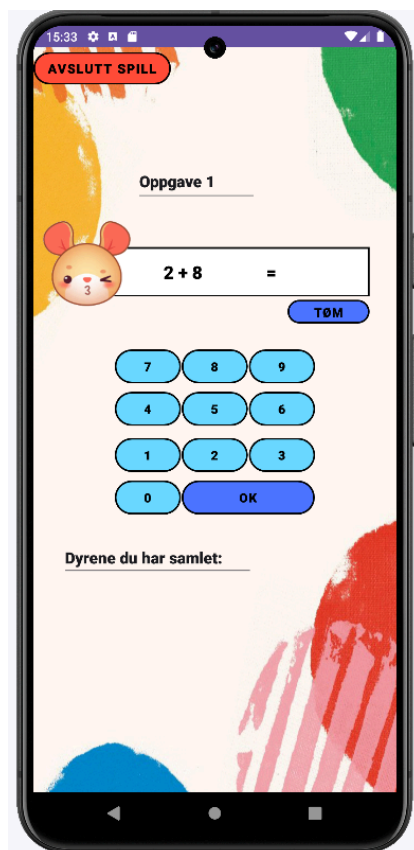 15:33
AVSLUTT SPILL
Oppgave 1
2 + 8 =
TØM
7 8 9
4 5 6
1 2 3
0 OK
Dyrene du har samlet: